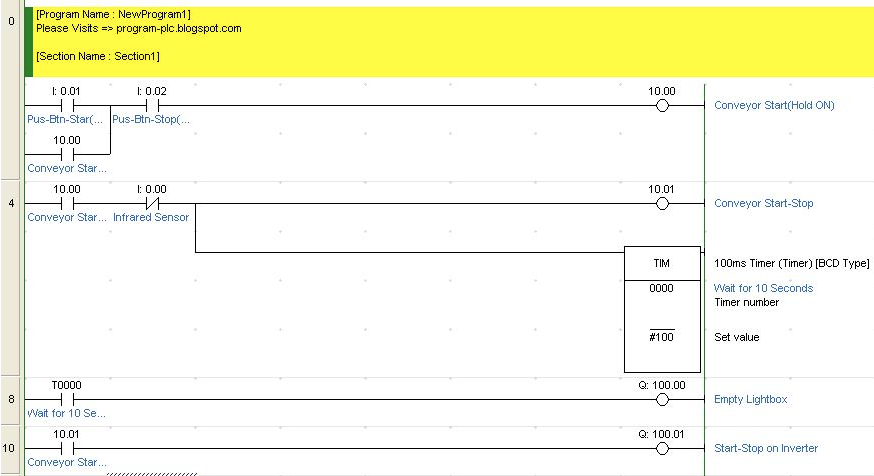 0
[Program Name : NewProgram1]
Please Visits => program-plc.blogspot.com
[Section Name : Section1]
I: 0.01 I: 0.02 10.00
Conveyor Start(Hold ON)
Pus-Btn-Star(... Pus-Btn-Stop(...
10.00
Conveyor Star...
4
10.00 I: 0.00 10.01
Conveyor Start-Stop
Conveyor Star... Infrared Sensor
TIM 100ms Timer (Timer) [BCD Type]
0000 Wait for 10 Seconds
Timer number
#100 Set value
T0000 Q: 100.00
8 Empty Lightbox
Wait for 10 Se...
10.01 Q: 100.01
10 Start-Stop on Inverter
Conveyor Star...